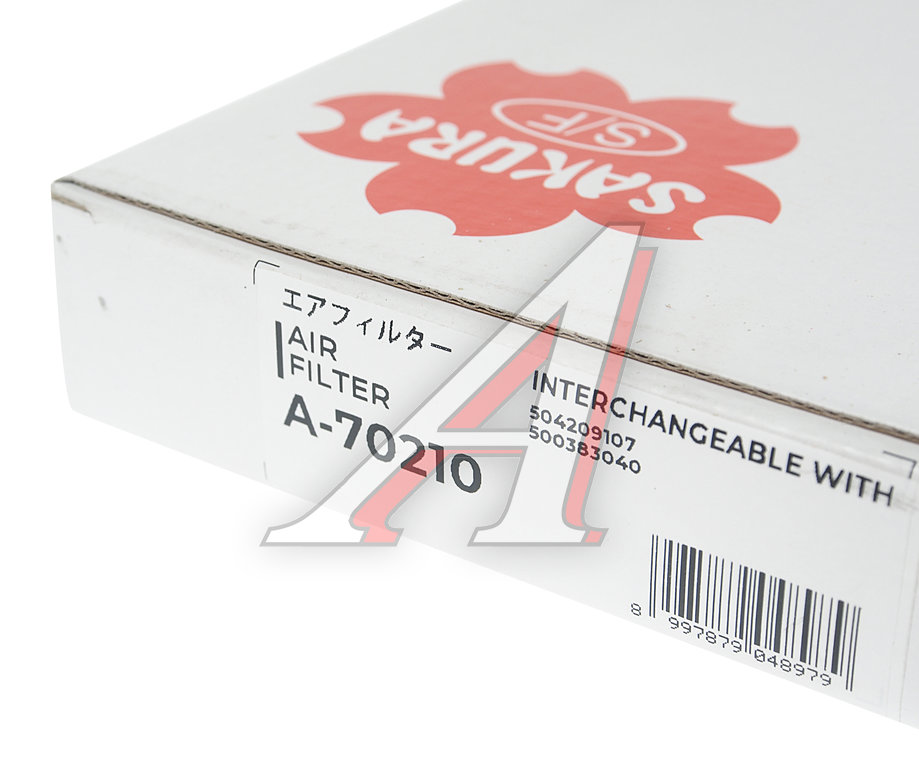 SAKURA
S/F
エアフィルター
AIR
FILTER
A-70210
INTERCHANGEABLE WITH
504209107
500383040
8 997879 048979